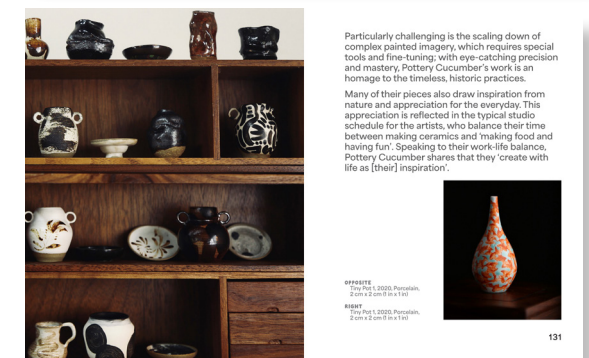 Particularly challenging is the scaling down of
complex painted imagery, which requires special
tools and fine-tuning; with eye-catching precision
and mastery, Pottery Cucumber's work is an
homage to the timeless, historic practices.
Many of their pieces also draw inspiration from
nature and appreciation for the everyday. This
appreciation is reflected in the typical studio
schedule for the artists, who balance their time
between making ceramics and 'making food and
having fun'. Speaking to their work-life balance,
Pottery Cucumber shares that they 'create with
life as [their] inspiration'.
OPPOSITE
Tiny Pot 1, 2020, Porcelain,
2 cm x 2 cm (1 in x 1 in)
RIGHT
Tiny Pot 1, 2020, Porcelain,
2 cm x 2 cm (1 in x 1 in)
131